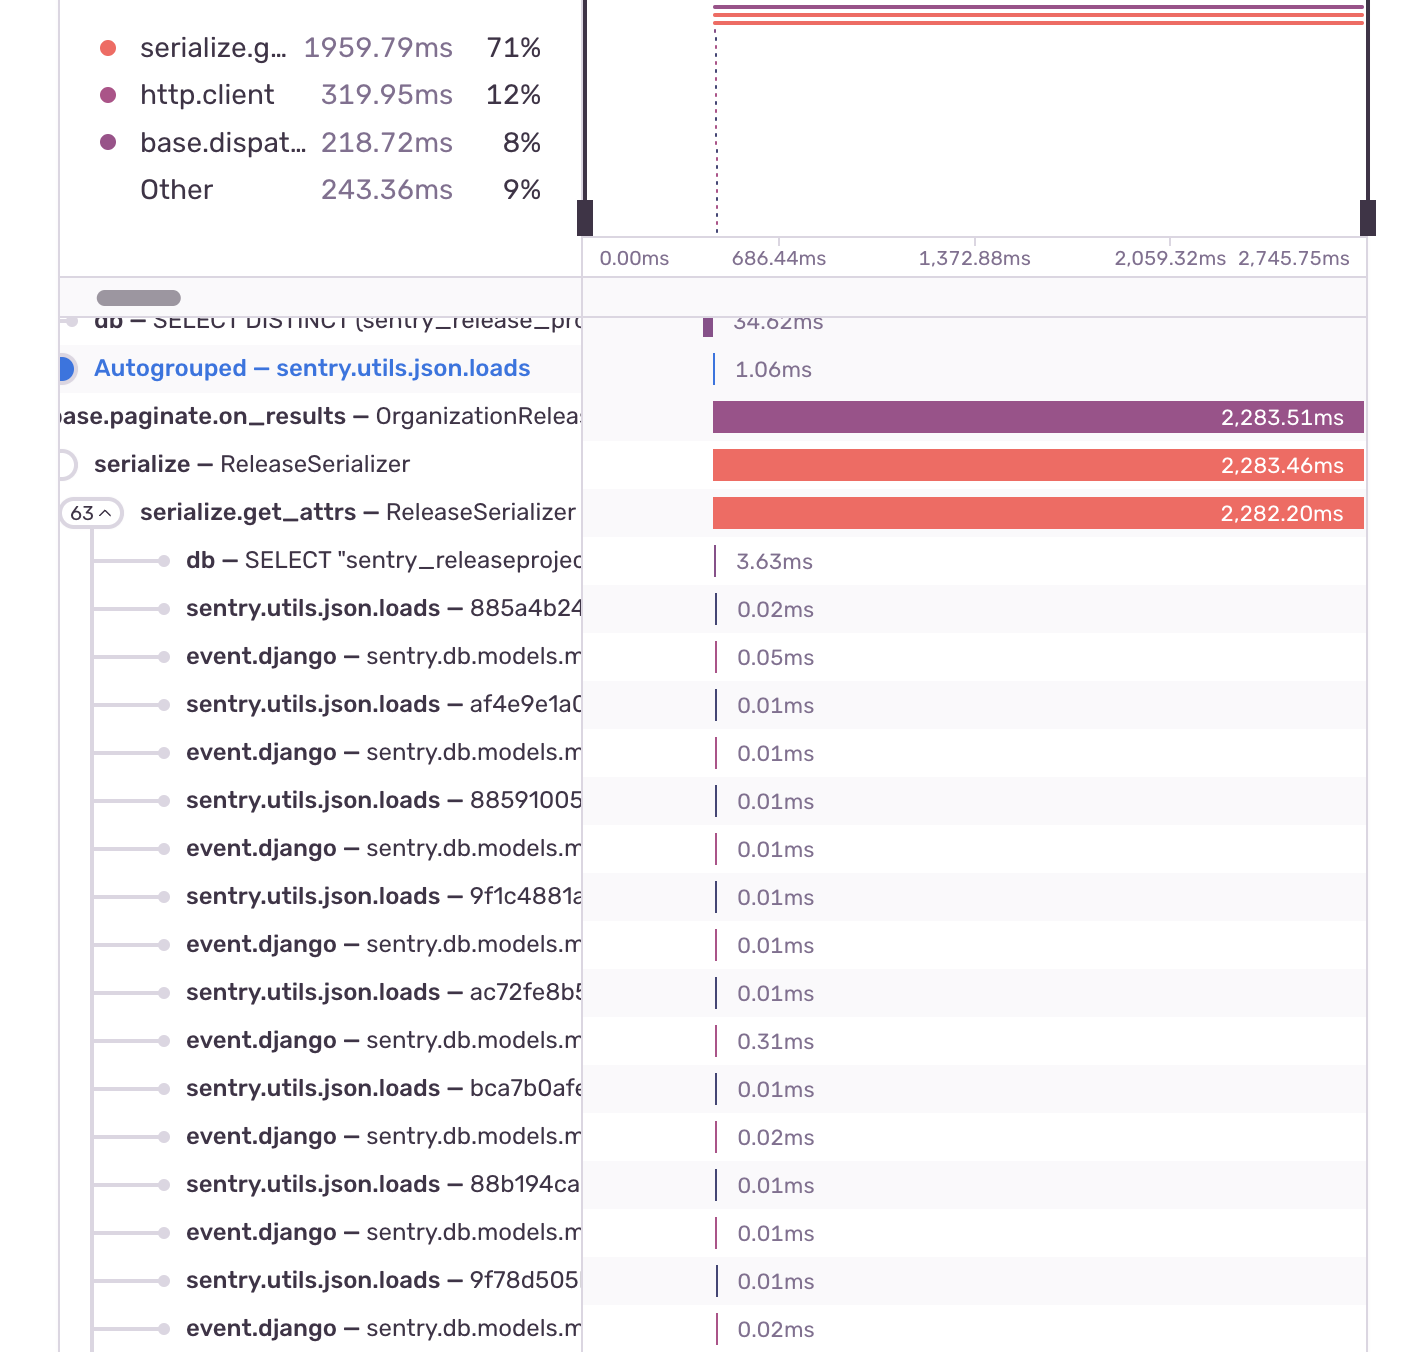 serialize.g... 1959.79ms 71%
http.client 319.95ms 12%
base.dispat... 218.72ms 8%
Other 243.36ms 9%
0.00ms 686.44ms 1,372.88ms 2,059.32ms 2,745.75ms
db — SELECT DISTINCT (sentry_release_pro 34.62ms
Autogrouped — sentry.utils.json.loads 1.06ms
base.paginate.on_results — OrganizationReleas 2,283.51ms
serialize — ReleaseSerializer 2,283.46ms
63 serialize.get_attrs — ReleaseSerializer 2,282.20ms
db — SELECT "sentry_releaseprojec 3.63ms
sentry.utils.json.loads — 885a4b24 0.02ms
event.django — sentry.db.models.m 0.05ms
sentry.utils.json.loads — af4e9e1a0 0.01ms
event.django — sentry.db.models.m 0.01ms
sentry.utils.json.loads — 88591005 0.01ms
event.django — sentry.db.models.m 0.01ms
sentry.utils.json.loads — 9f1c4881a 0.01ms
event.django — sentry.db.models.m 0.01ms
sentry.utils.json.loads — ac72fe8b5 0.01ms
event.django — sentry.db.models.m 0.31ms
sentry.utils.json.loads — bca7b0afe 0.01ms
event.django — sentry.db.models.m 0.02ms
sentry.utils.json.loads — 88b194ca 0.01ms
event.django — sentry.db.models.m 0.01ms
sentry.utils.json.loads — 9f78d505 0.01ms
event.django — sentry.db.models.m 0.02ms